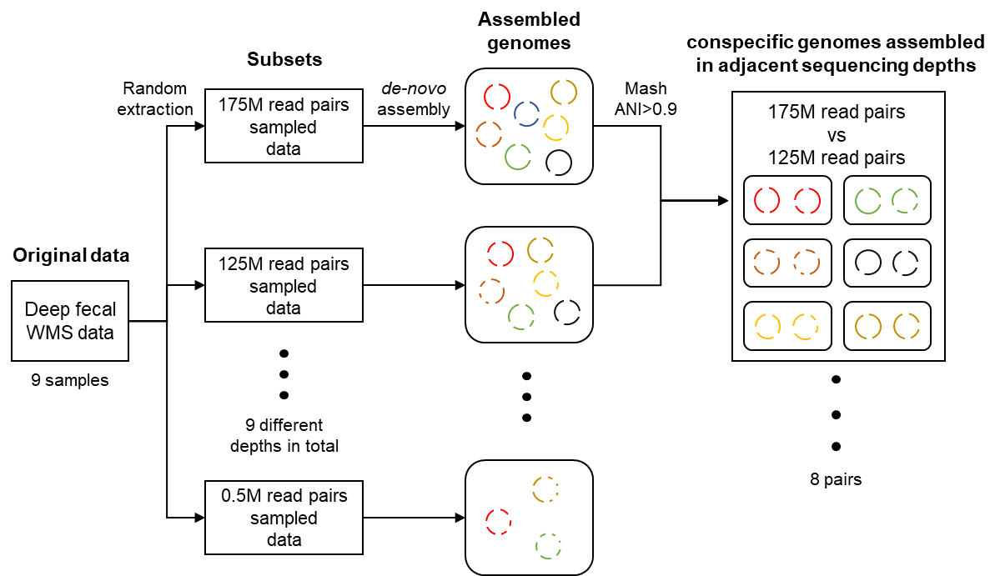 Original data
Deep fecal
WMS data
9 samples
Random
extraction
Subsets
175M read pairs
sampled
data
125M read pairs
sampled
data
9 different
depths in total
0.5M read pairs
sampled
data
de-novo
assembly
Assembled
genomes
Mash
ANI>0.9
conspecific genomes assembled
in adjacent sequencing depths
175M read pairs
vs
125M read pairs
8 pairs